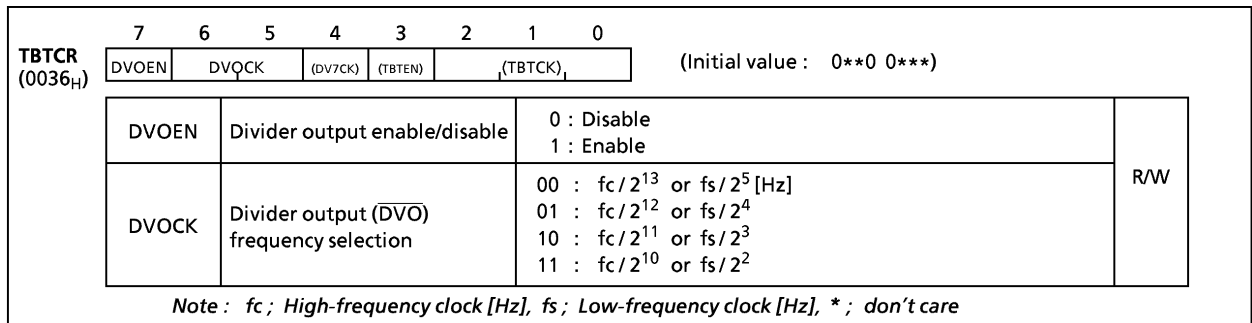 7 6 5 4 3 2 1 0
TBTCR
(0036H)
DVOEN DVOCK (DV7CK) (TBTEN) (TBTCK)
(Initial value : 0**0 0***)
DVOEN
Divider output enable/disable
0 : Disable
1 : Enable
R/W
DVOCK
Divider output (DVO)
frequency selection
00 : fc/2^13 or fs/2^5 [Hz]
01 : fc/2^12 or fs/2^4
10 : fc/2^11 or fs/2^3
11 : fc/2^10 or fs/2^2
Note : fc ; High-frequency clock [Hz], fs ; Low-frequency clock [Hz], * ; don't care